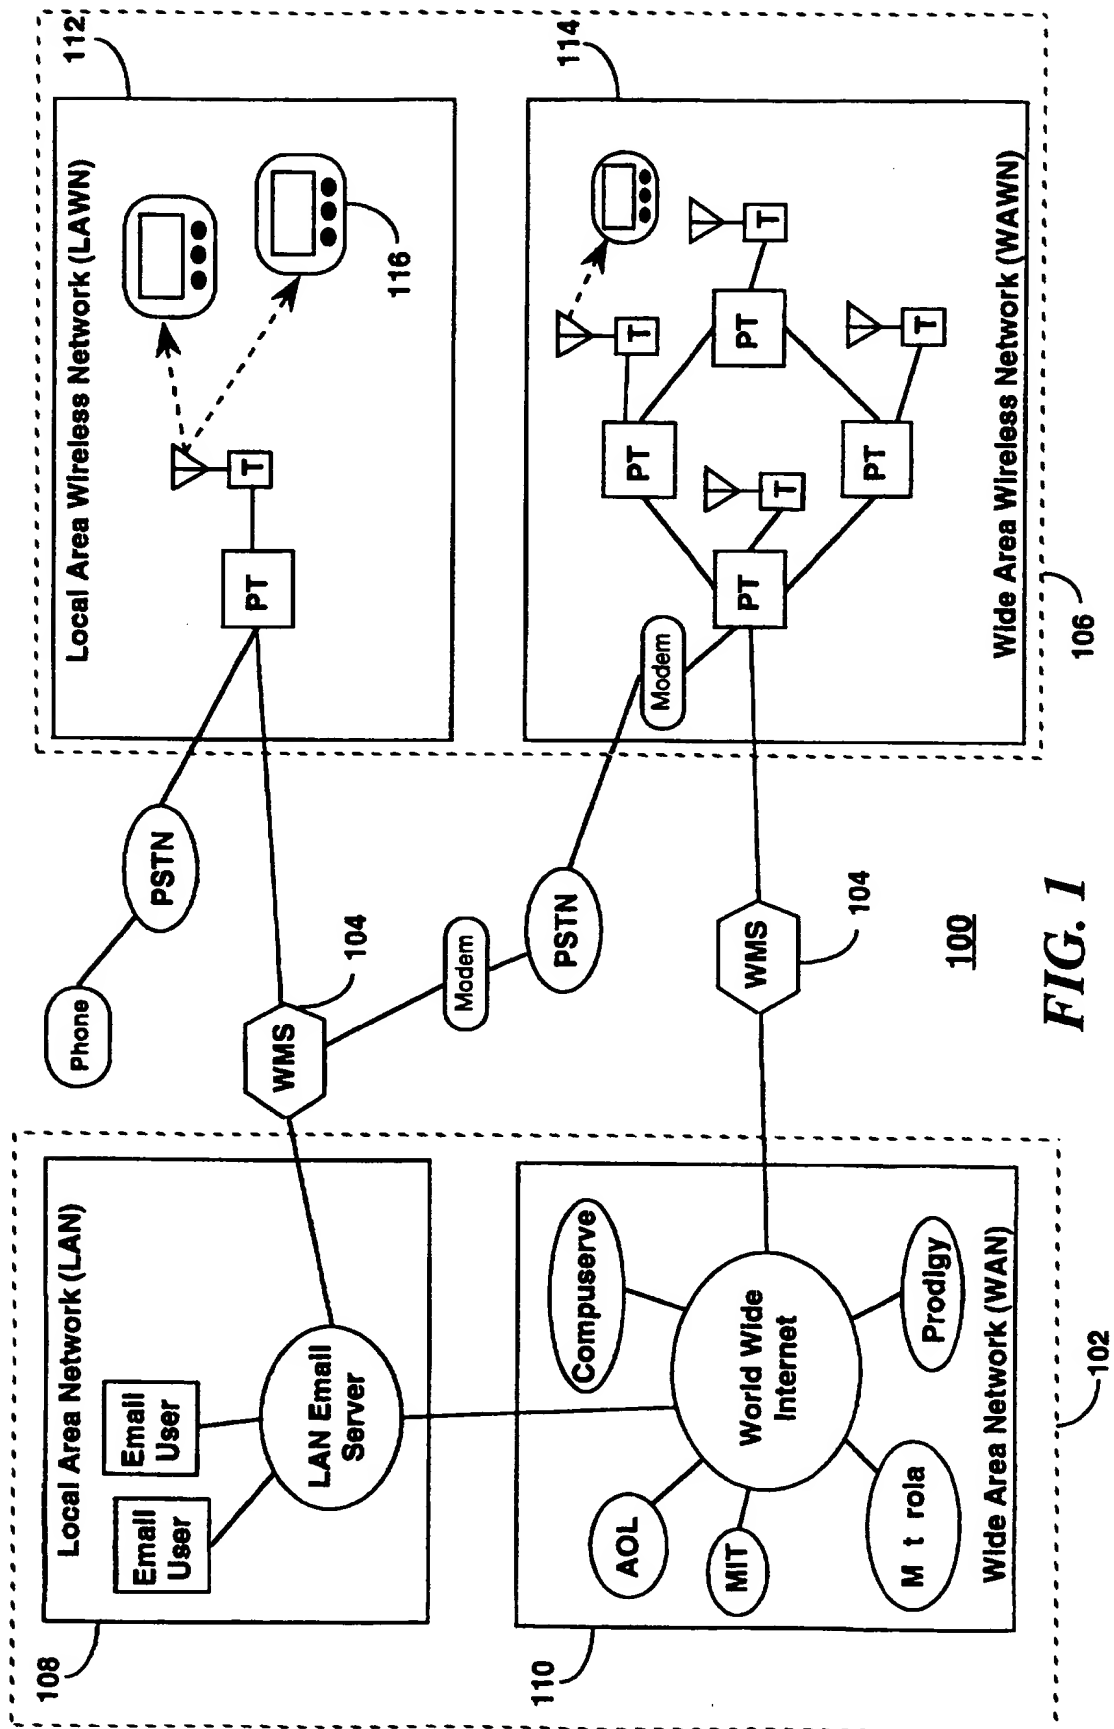 108
Local Area Network (LAN)
Email
User
Email
User
LAN Email
Server
110
AOL
MIT
M t rola
World Wide
Internet
Compuserve
Prodigy
Wide Area Network (WAN)
102
Phone
PSTN
WMS
104
Modem
PSTN
WMS
104
100
FIG. 1
112
Local Area Wireless Network (LAWN)
PT
T
116
114
Modem
PT
T
PT
T
PT
T
PT
T
Wide Area Wireless Network (WAWN)
106